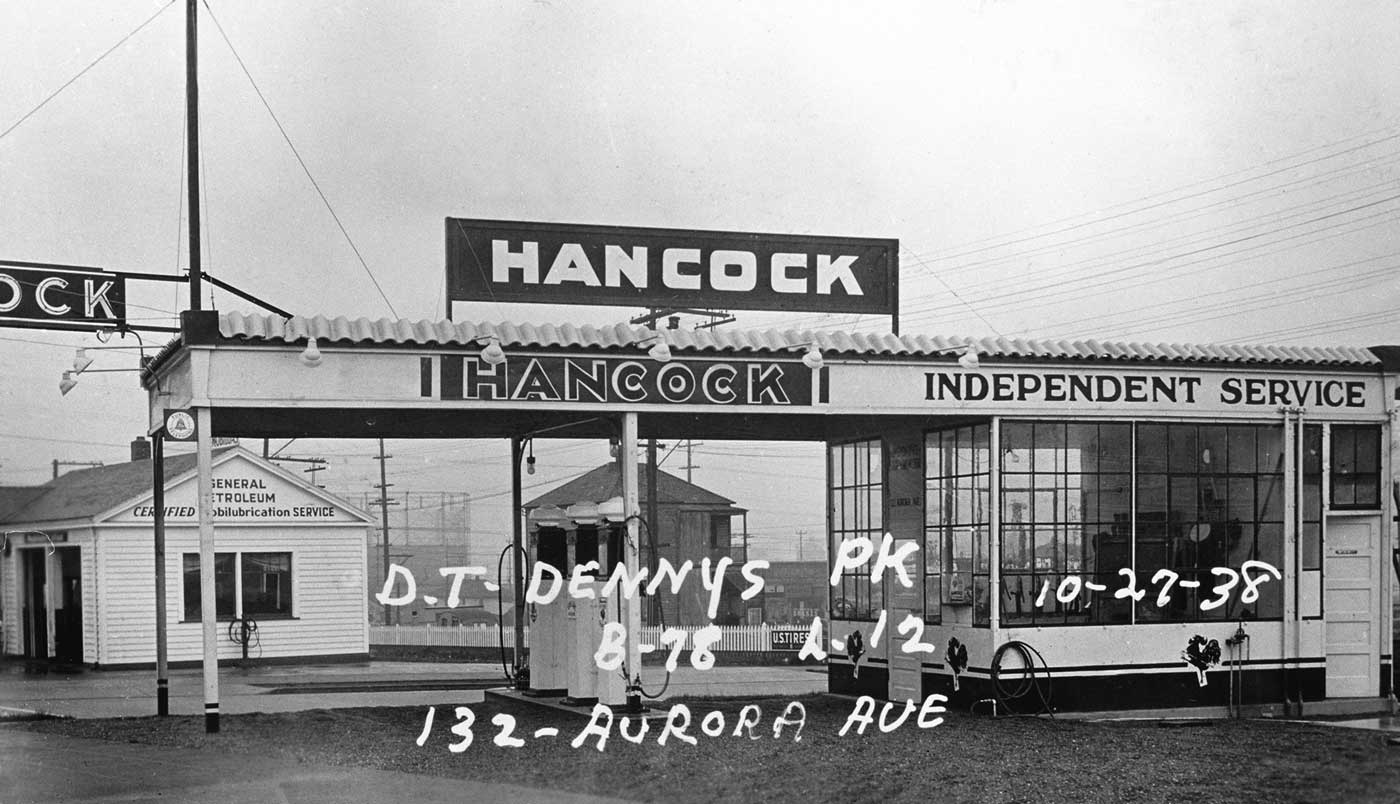 HANCOCK
OCK
HANCOCK
INDEPENDENT SERVICE
GENERAL
PETROLEUM
CERTIFIED Mobilubrication SERVICE
D.T-DENNYS PK 10-27-38
B-78 L-12
U.S. TIRES
132-AURORA AVE